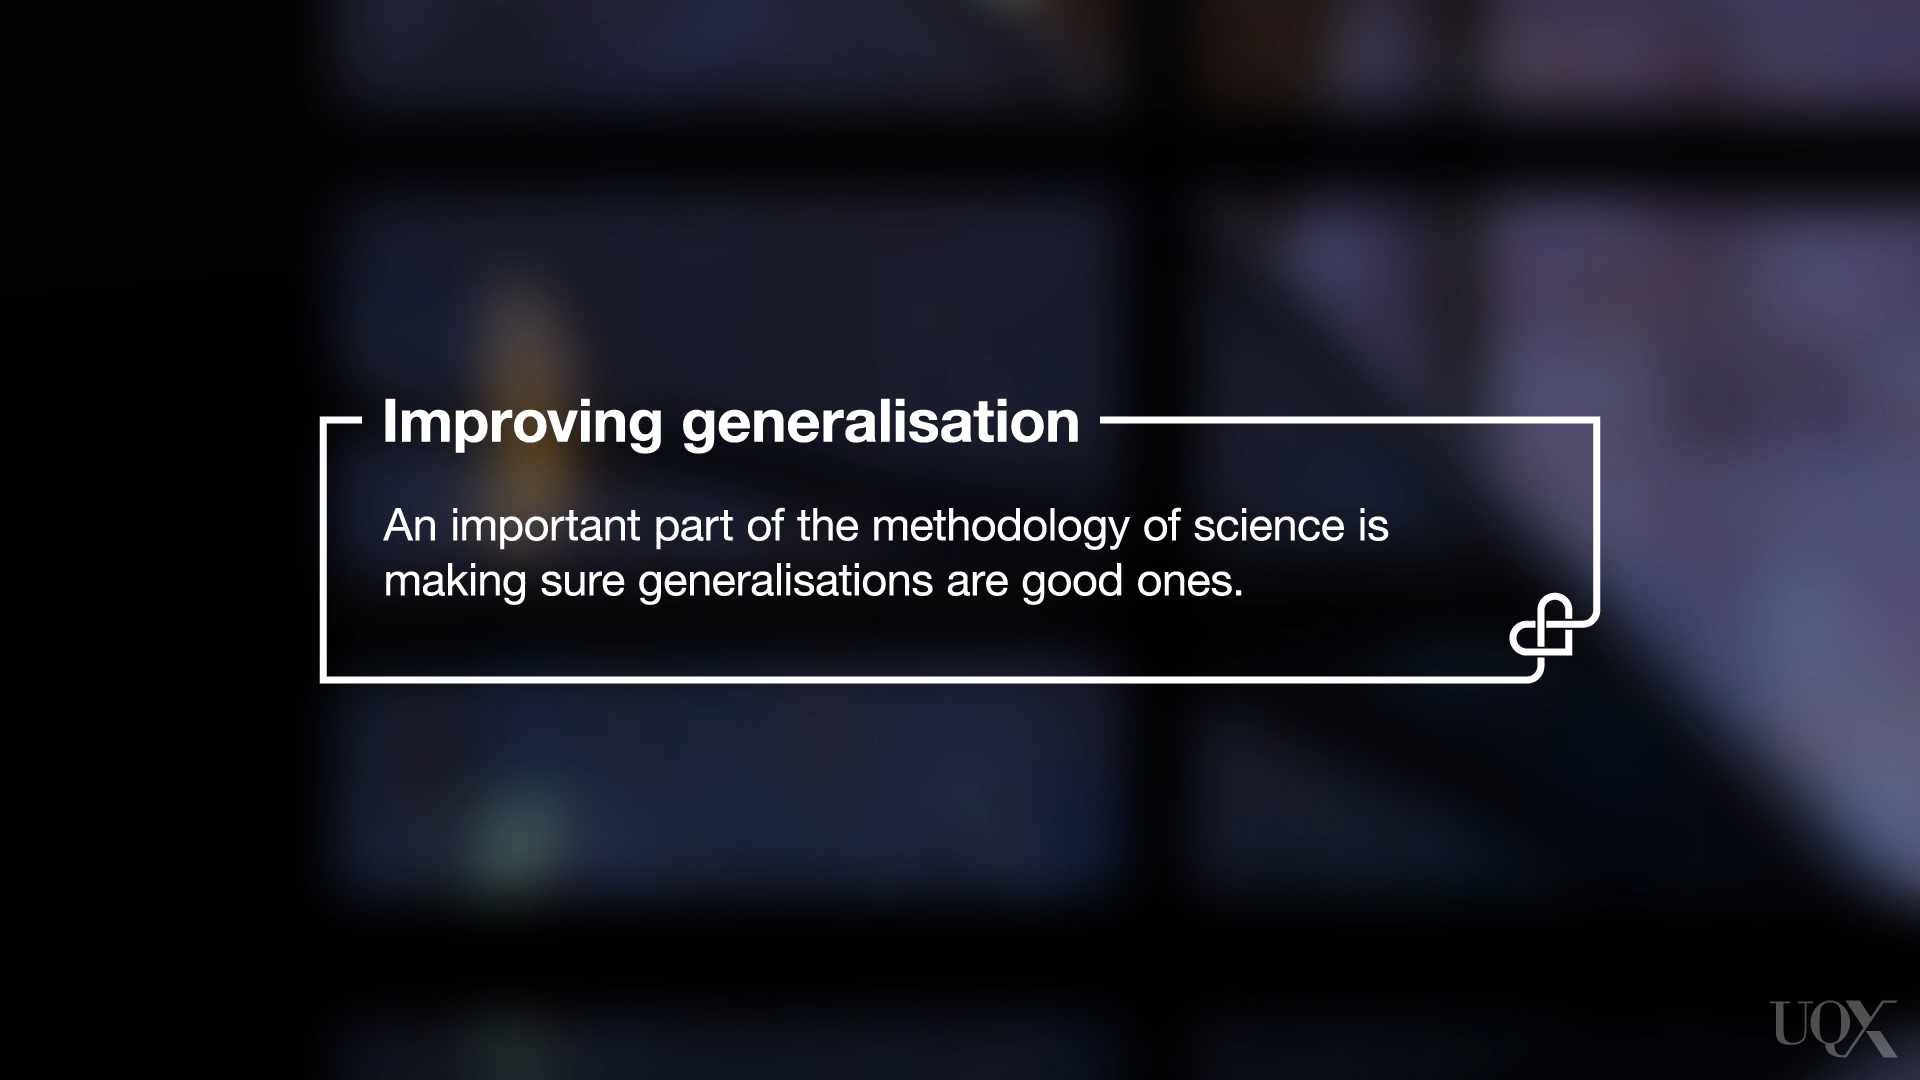 Improving generalisation
An important part of the methodology of science is
making sure generalisations are good ones.
UQX